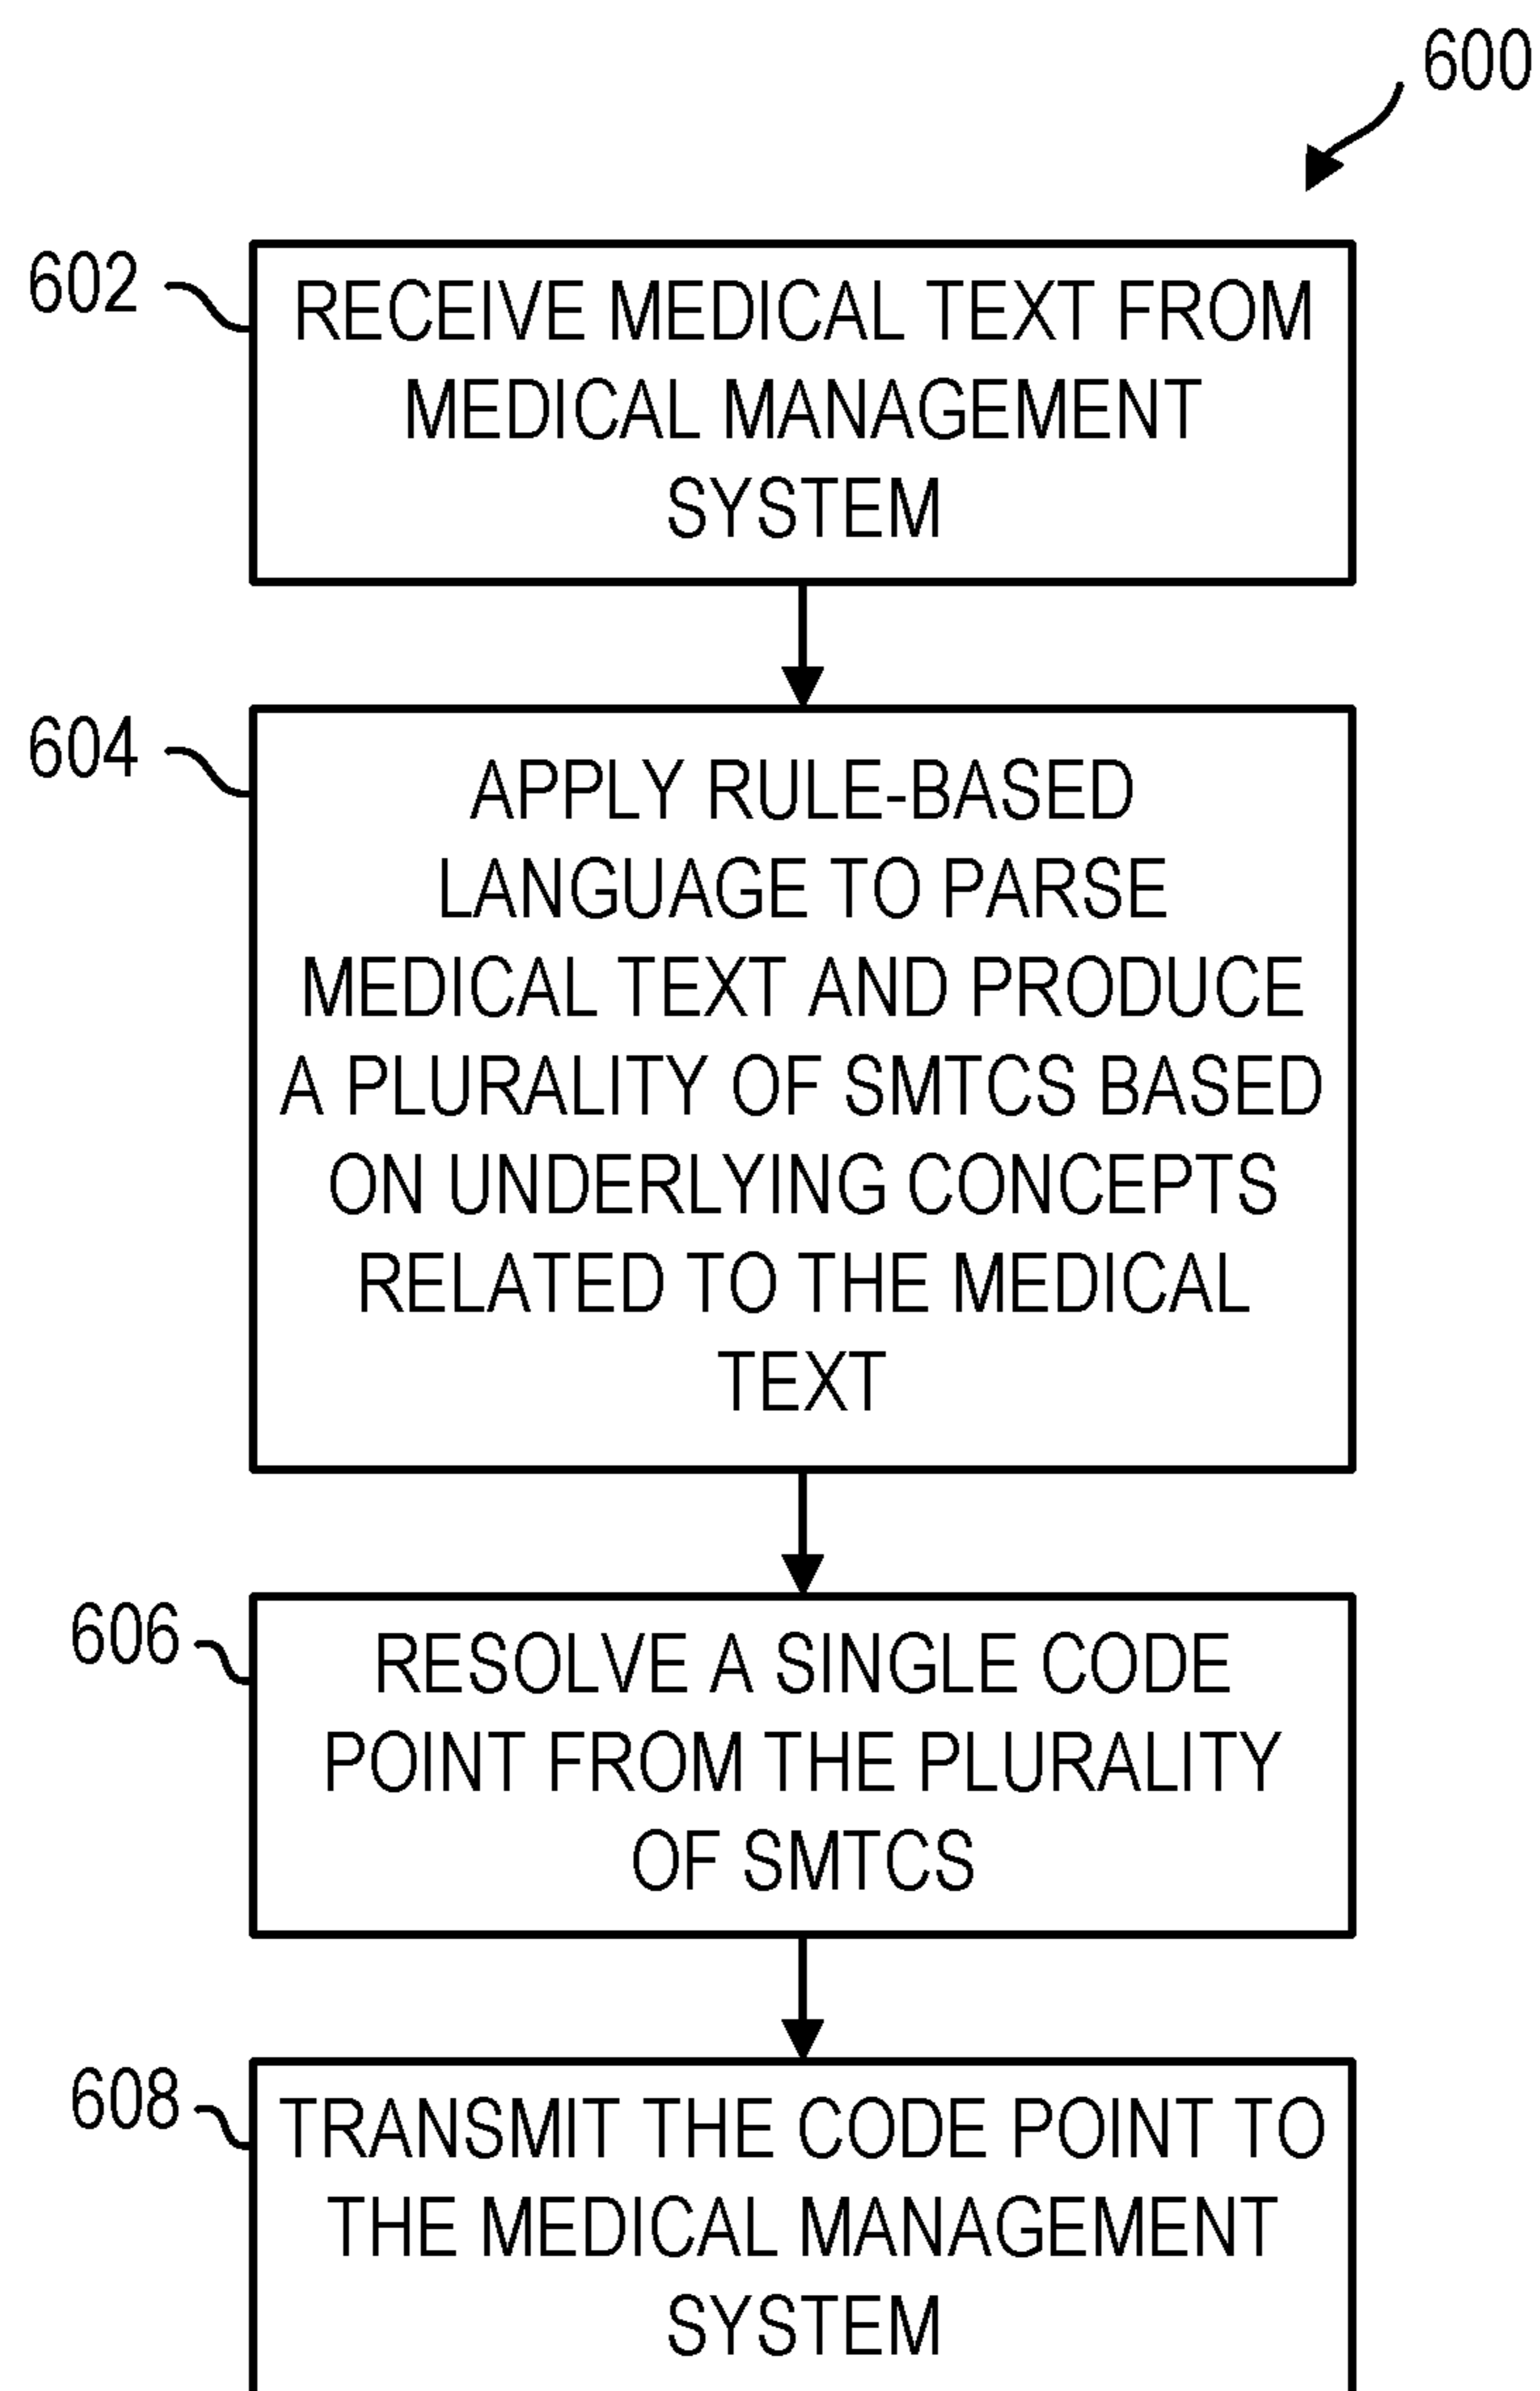 600
602
RECEIVE MEDICAL TEXT FROM
MEDICAL MANAGEMENT
SYSTEM
604
APPLY RULE-BASED
LANGUAGE TO PARSE
MEDICAL TEXT AND PRODUCE
A PLURALITY OF SMTCS BASED
ON UNDERLYING CONCEPTS
RELATED TO THE MEDICAL
TEXT
606
RESOLVE A SINGLE CODE
POINT FROM THE PLURALITY
OF SMTCS
608
TRANSMIT THE CODE POINT TO
THE MEDICAL MANAGEMENT
SYSTEM